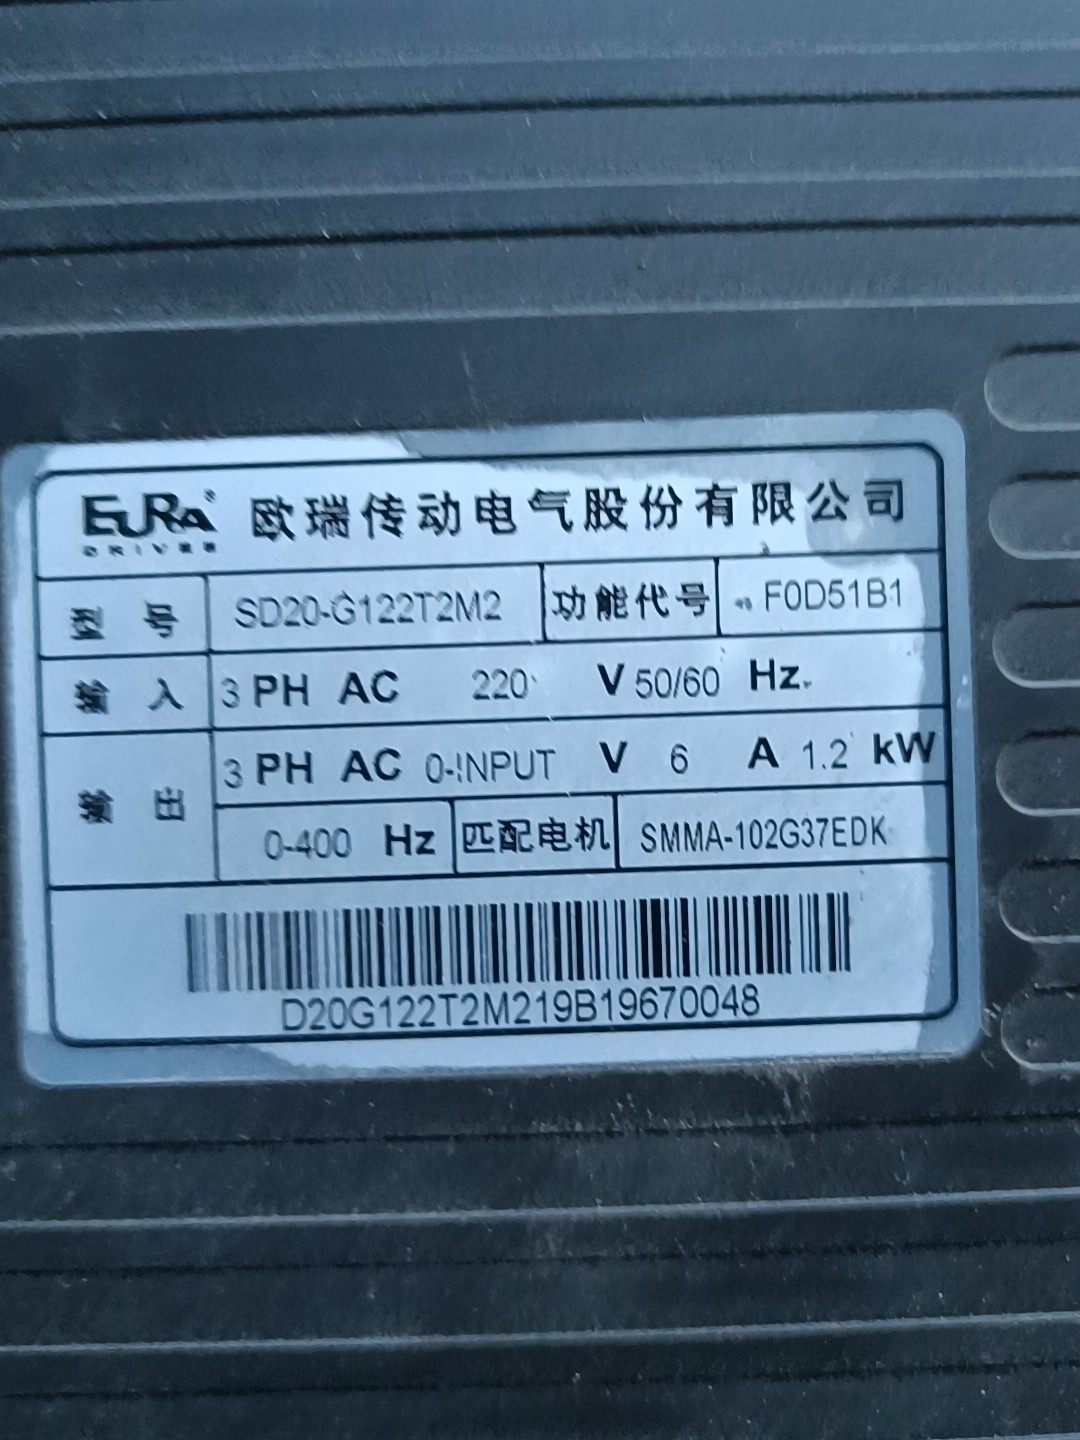 EURA® 欧瑞传动电气股份有限公司
DRIVES
型 号 SD20-G122T2M2 功能代号 F0D51B1
输 入 3 PH AC 220 V 50/60 Hz
输 出 3 PH AC 0-INPUT V 6 A 1.2 kW
0-400 Hz 匹配电机 SMMA-102G37EDK
D20G122T2M219B19670048